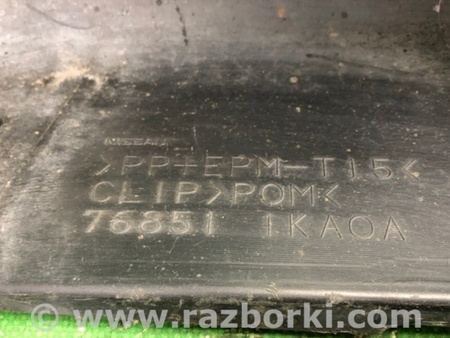 NISSAN
>PP+EPM-T15<
CLIP>POM<
76851 1KA0A
www.razborki.com